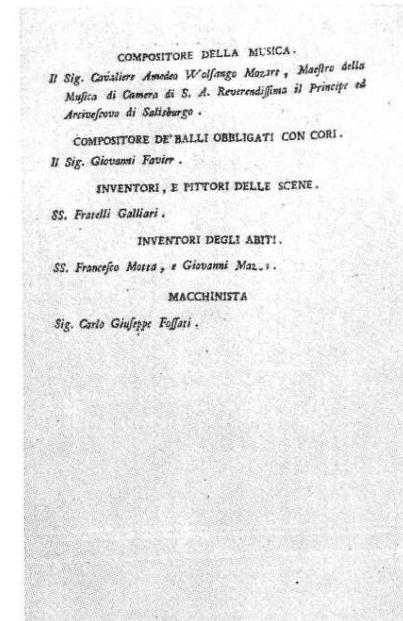 COMPOSITORE DELLA MUSICA.
Il Sig. Cavaliere Amedeo Wolfango Mozart, Maeſtro della
Muſica di Camera di S. A. Reverendiſſima il Principe ed
Arciveſcovo di Salisburgo.
COMPOSITORE DE' BALLI OBBLIGATI CON CORI.
Il Sig. Giovanni Favier.
INVENTORI, E PITTORI DELLE SCENE.
SS. Fratelli Galliari.
INVENTORI DEGLI ABITI.
SS. Franceſco Motta, e Giovanni
MACCHINISTA
Sig. Carlo Giuſeppe Foſſati.